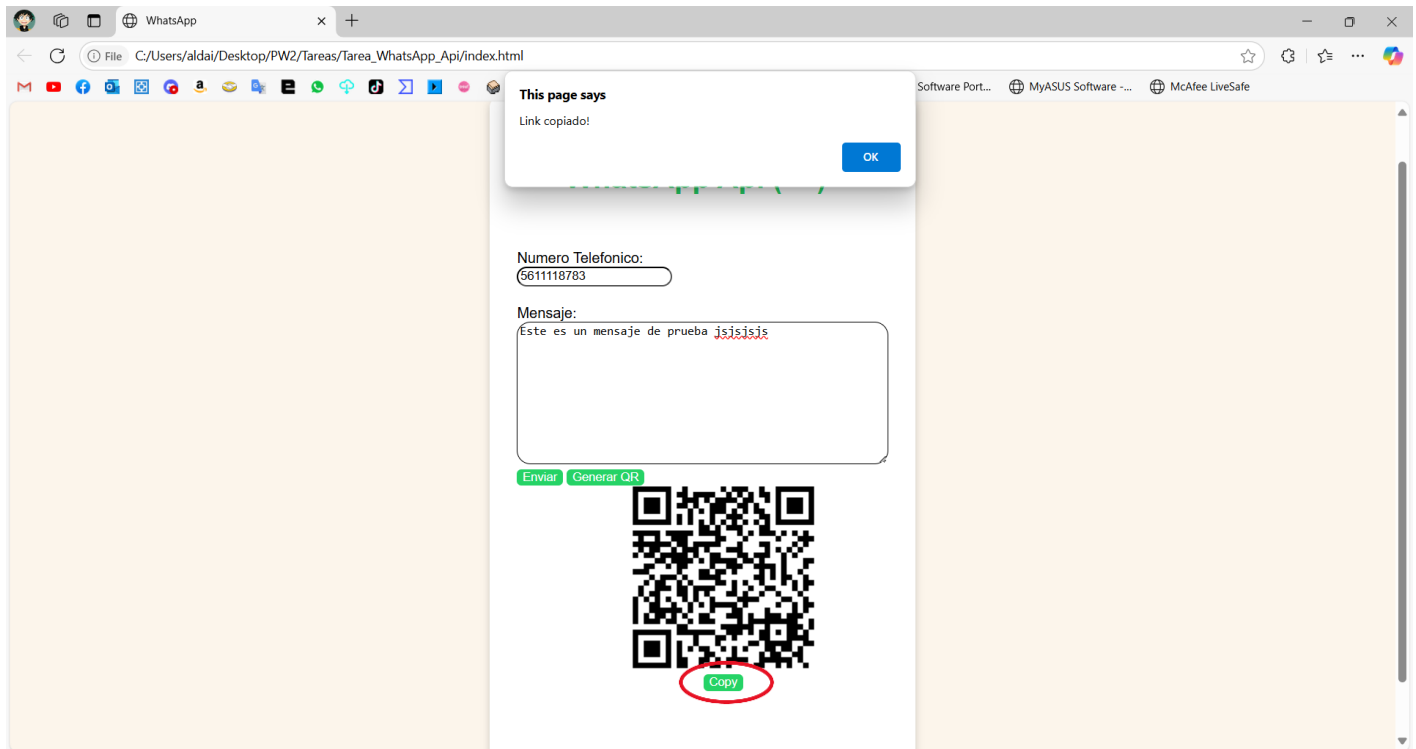 WhatsApp
File C:/Users/aldai/Desktop/PW2/Tareas/Tarea_WhatsApp_Api/index.html
Software Port... MyASUS Software -... McAfee LiveSafe
This page says
Link copiado!
OK
Numero Telefonico:
5611118783
Mensaje:
Este es un mensaje de prueba jsjsjsjs
Enviar Generar QR
Copy